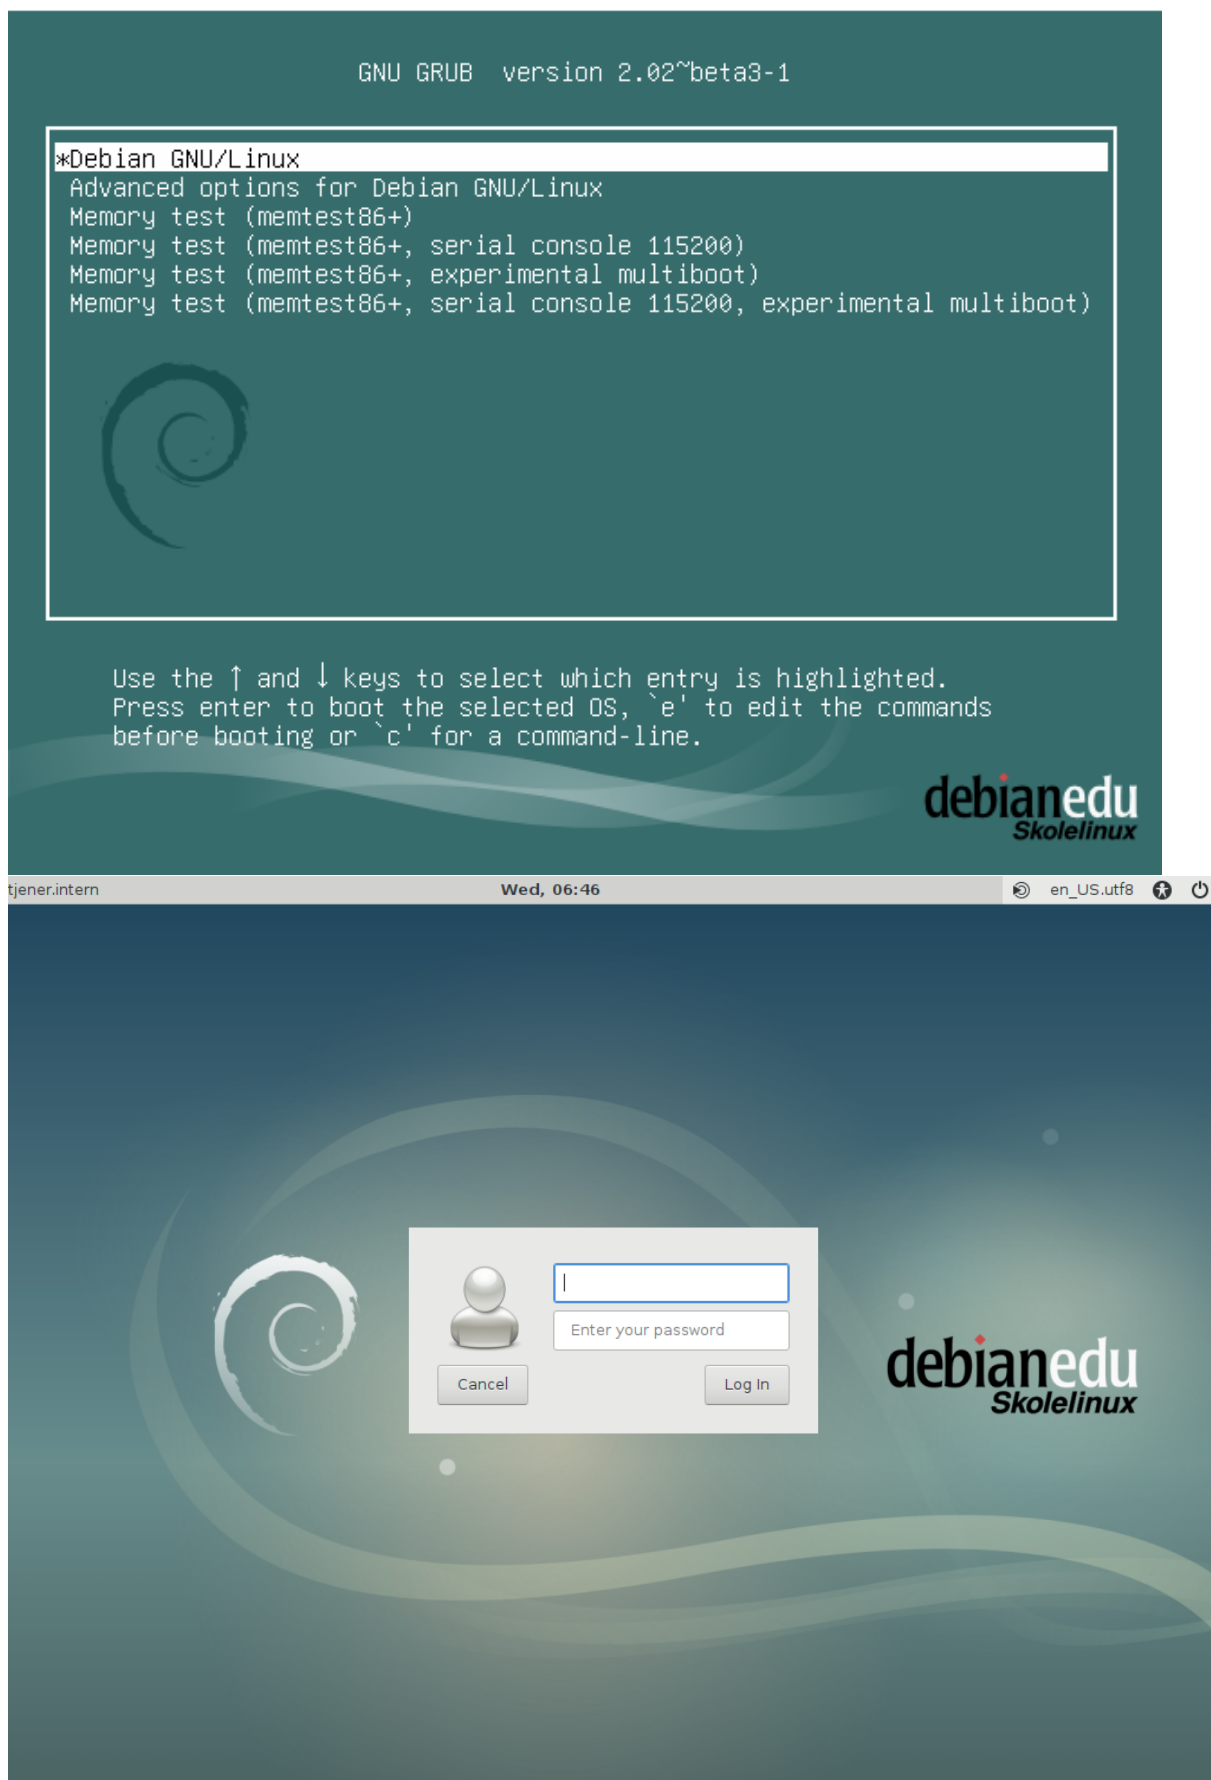 GNU GRUB  version 2.02~beta3-1
*Debian GNU/Linux
Advanced options for Debian GNU/Linux
Memory test (memtest86+)
Memory test (memtest86+, serial console 115200)
Memory test (memtest86+, experimental multiboot)
Memory test (memtest86+, serial console 115200, experimental multiboot)
Use the ↑ and ↓ keys to select which entry is highlighted.
Press enter to boot the selected OS, `e' to edit the commands
before booting or `c' for a command-line.
debianedu
Skolelinux
tjener.intern Wed, 06:46 en_US.utf8
Enter your password
Cancel Log In
debianedu
Skolelinux